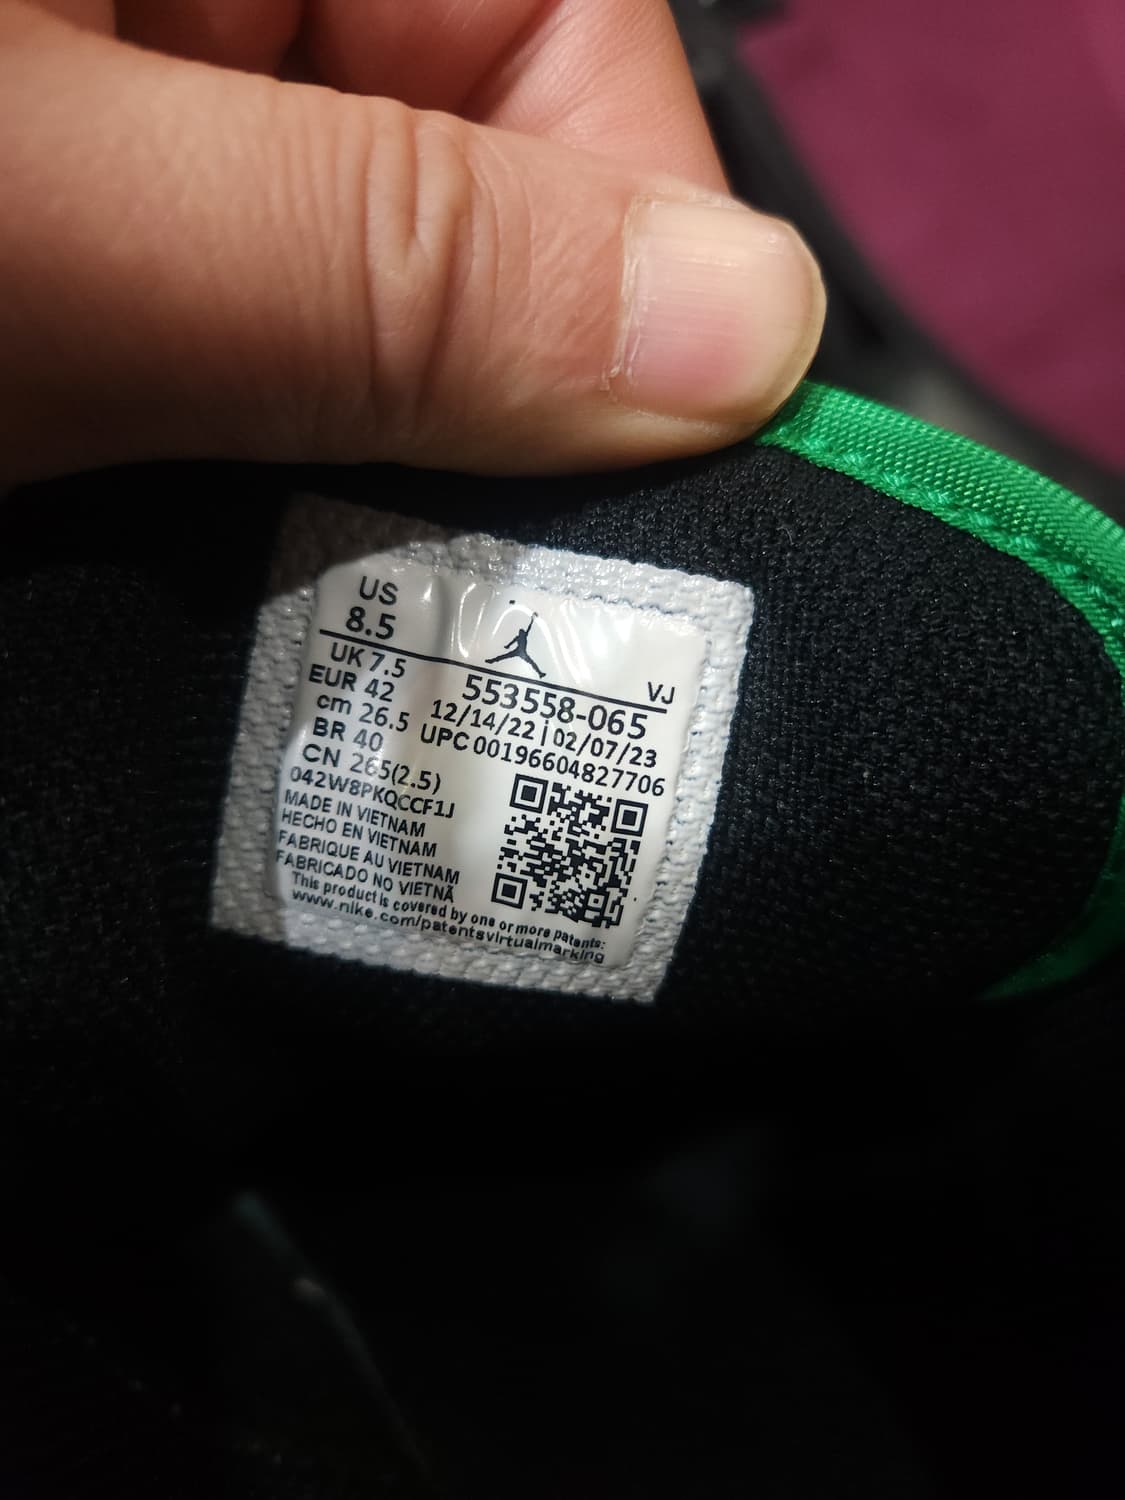 US
8.5
UK 7.5
EUR 42
cm 26.5
BR 40
CN 265(2.5)
042W8PKQCCF1J
MADE IN VIETNAM
HECHO EN VIETNAM
FABRIQUE AU VIETNAM
FABRICADO NO VIETNÃ
This product is covered by one or more patents:
www.nike.com/patentsvirtualmarking
VJ
553558-065
12/14/22 | 02/07/23
UPC 00196604827706